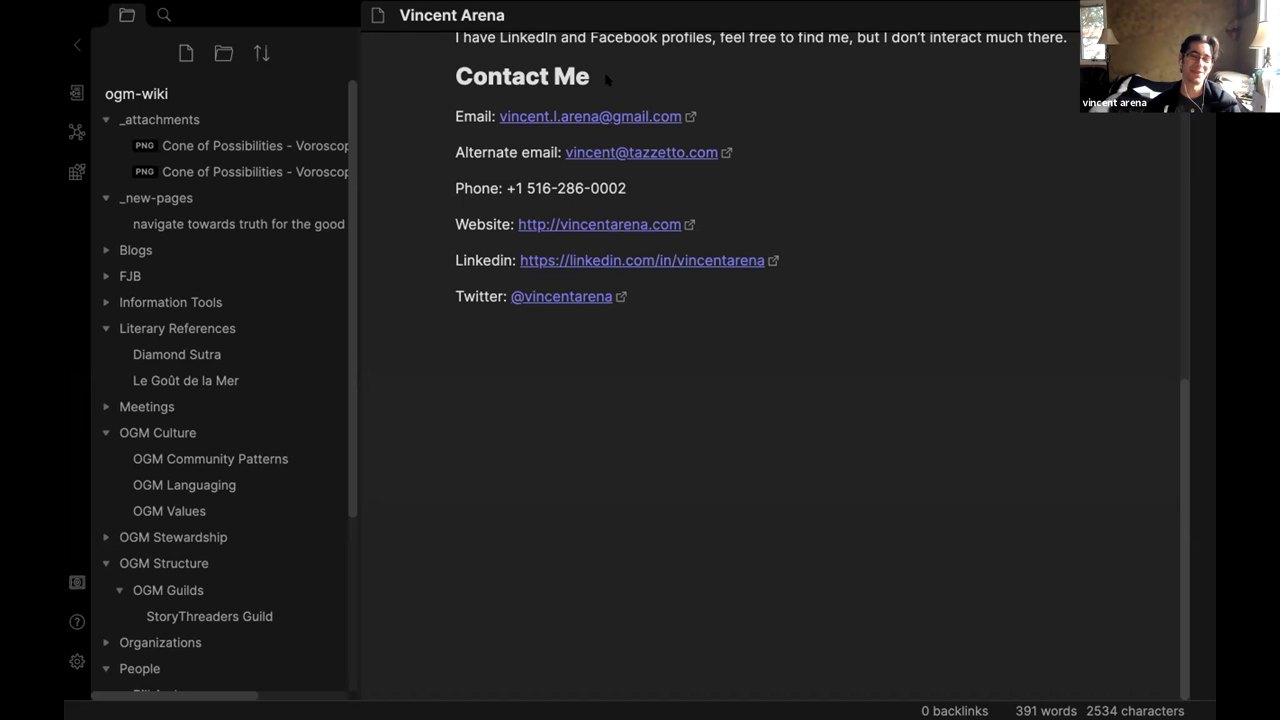 Vincent Arena
I have LinkedIn and Facebook profiles, feel free to find me, but I don't interact much there.
Contact Me
Email: vincent.l.arena@gmail.com
Alternate email: vincent@tazzetto.com
Phone: +1 516-286-0002
Website: http://vincentarena.com
Linkedin: https://linkedin.com/in/vincentarena
Twitter: @vincentarena
ogm-wiki
_attachments
PNG Cone of Possibilities - Voroscop
PNG Cone of Possibilities - Voroscop
_new-pages
navigate towards truth for the good
Blogs
FJB
Information Tools
Literary References
Diamond Sutra
Le Goût de la Mer
Meetings
OGM Culture
OGM Community Patterns
OGM Languaging
OGM Values
OGM Stewardship
OGM Structure
OGM Guilds
StoryThreaders Guild
Organizations
People
vincent arena
0 backlinks 391 words 2534 characters